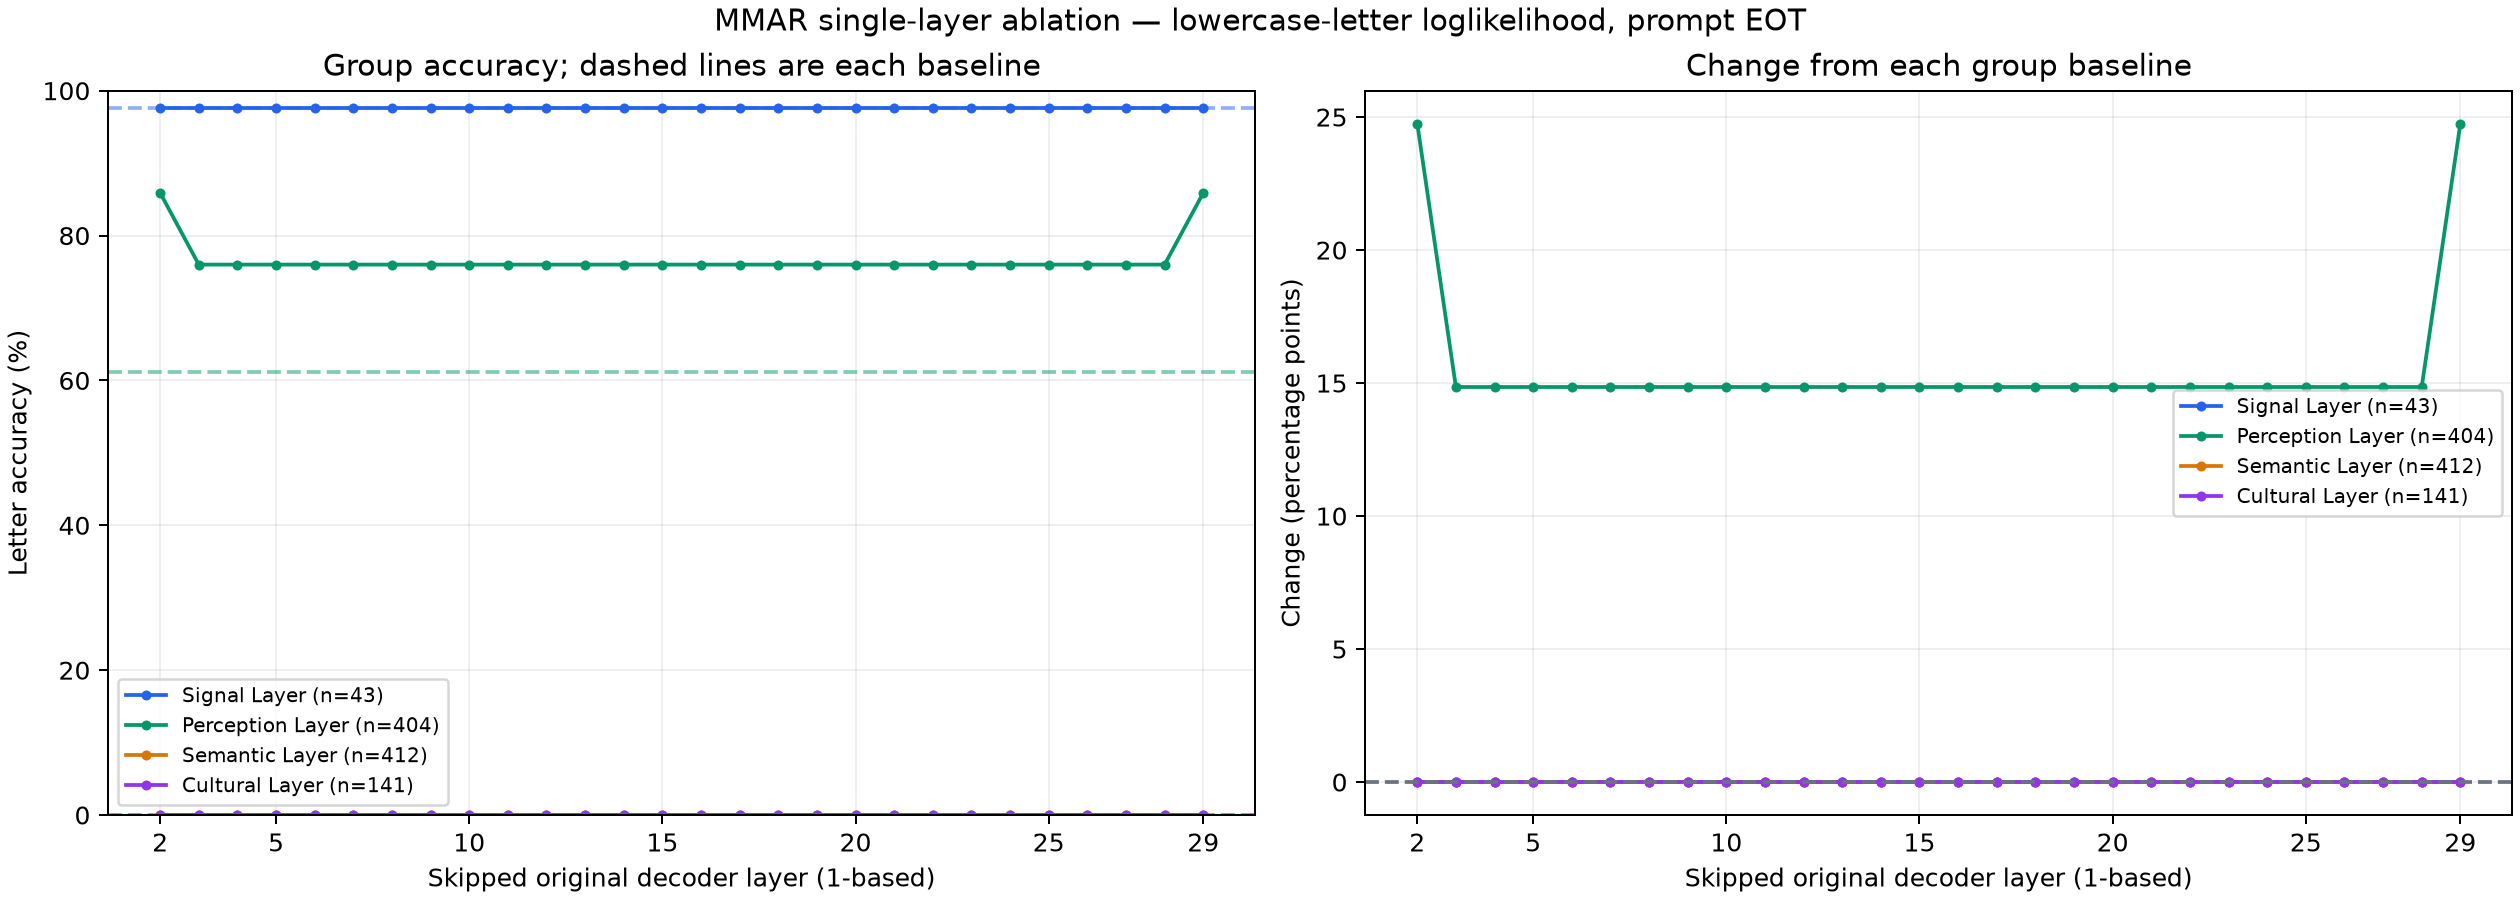 MMAR single-layer ablation — lowercase-letter loglikelihood, prompt EOT
Group accuracy; dashed lines are each baseline
Letter accuracy (%)
100
80
60
40
20
0
Signal Layer (n=43)
Perception Layer (n=404)
Semantic Layer (n=412)
Cultural Layer (n=141)
2
5
10
15
20
25
29
Skipped original decoder layer (1-based)
Change from each group baseline
Change (percentage points)
25
20
15
10
5
0
Signal Layer (n=43)
Perception Layer (n=404)
Semantic Layer (n=412)
Cultural Layer (n=141)
2
5
10
15
20
25
29
Skipped original decoder layer (1-based)